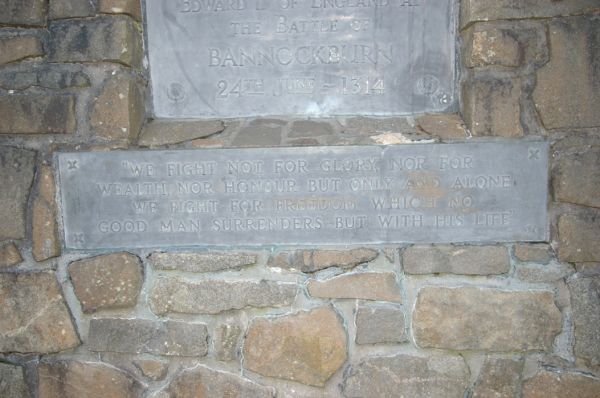 EDWARD II OF ENGLAND AT
THE BATTLE OF
BANNOCKBURN
24TH JUNE - 1314
"WE FIGHT NOT FOR GLORY NOR FOR
WEALTH NOR HONOUR BUT ONLY AND ALONE
WE FIGHT FOR FREEDOM WHICH NO
GOOD MAN SURRENDERS BUT WITH HIS LIFE"